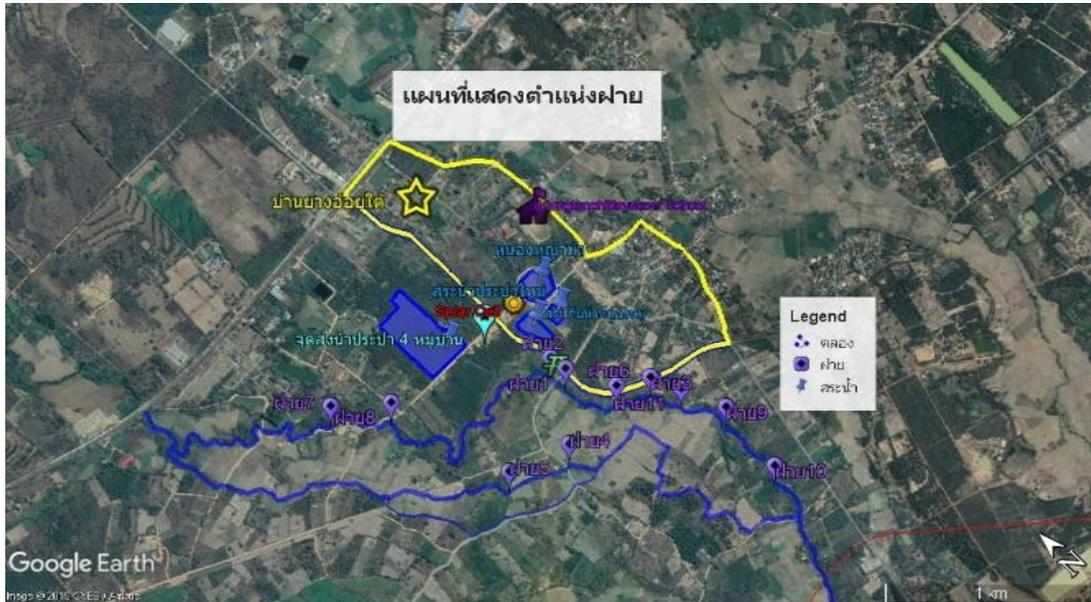 แผนที่แสดงตำแน่งฝาย
บ้านยางอ้อยใต้
หนองหญ้าม้า
สระน้ำประปาใหม่
Solar Cell
จุดส่งน้ำประปา 4 หมู่บ้าน
ฝาย2
ฝาย1
ฝาย6
ฝาย3
ฝาย11
ฝาย7
ฝาย8
ฝาย9
ฝาย4
ฝาย5
ฝาย10
Legend
คลอง
ฝาย
สระน้ำ
Google Earth
1 km
N